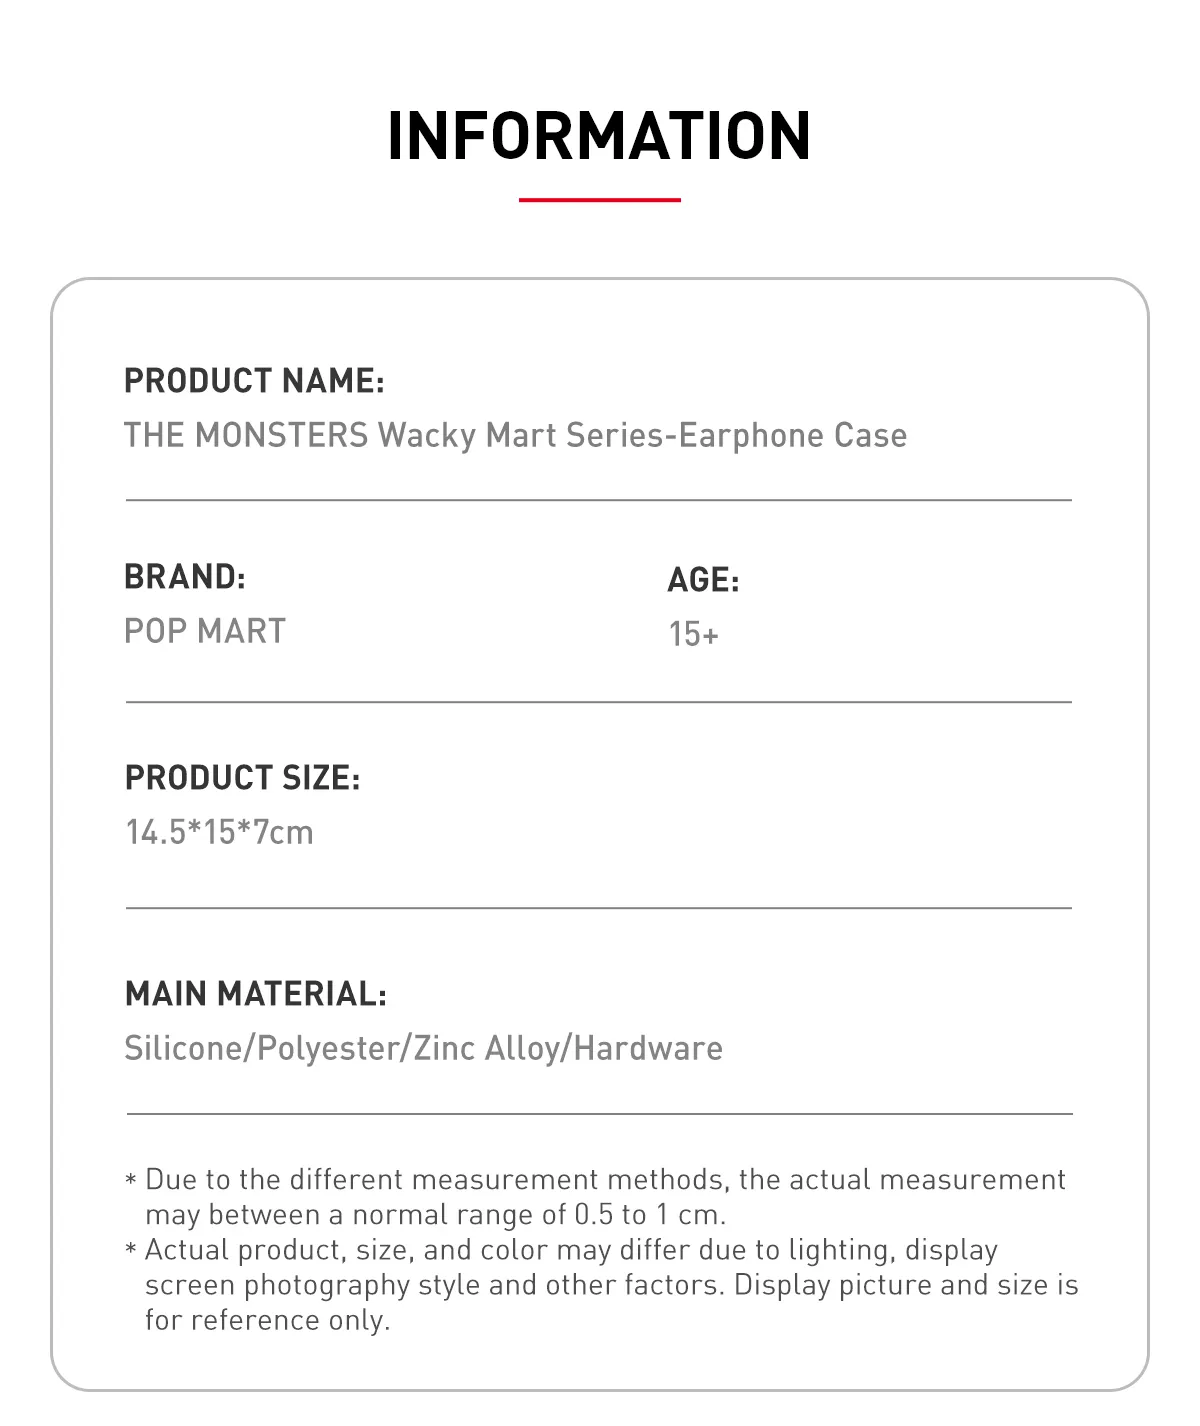 INFORMATION
PRODUCT NAME:
THE MONSTERS Wacky Mart Series-Earphone Case
BRAND:
POP MART
AGE:
15+
PRODUCT SIZE:
14.5*15*7cm
MAIN MATERIAL:
Silicone/Polyester/Zinc Alloy/Hardware
* Due to the different measurement methods, the actual measurement
may between a normal range of 0.5 to 1 cm.
* Actual product, size, and color may differ due to lighting, display
screen photography style and other factors. Display picture and size is
for reference only.